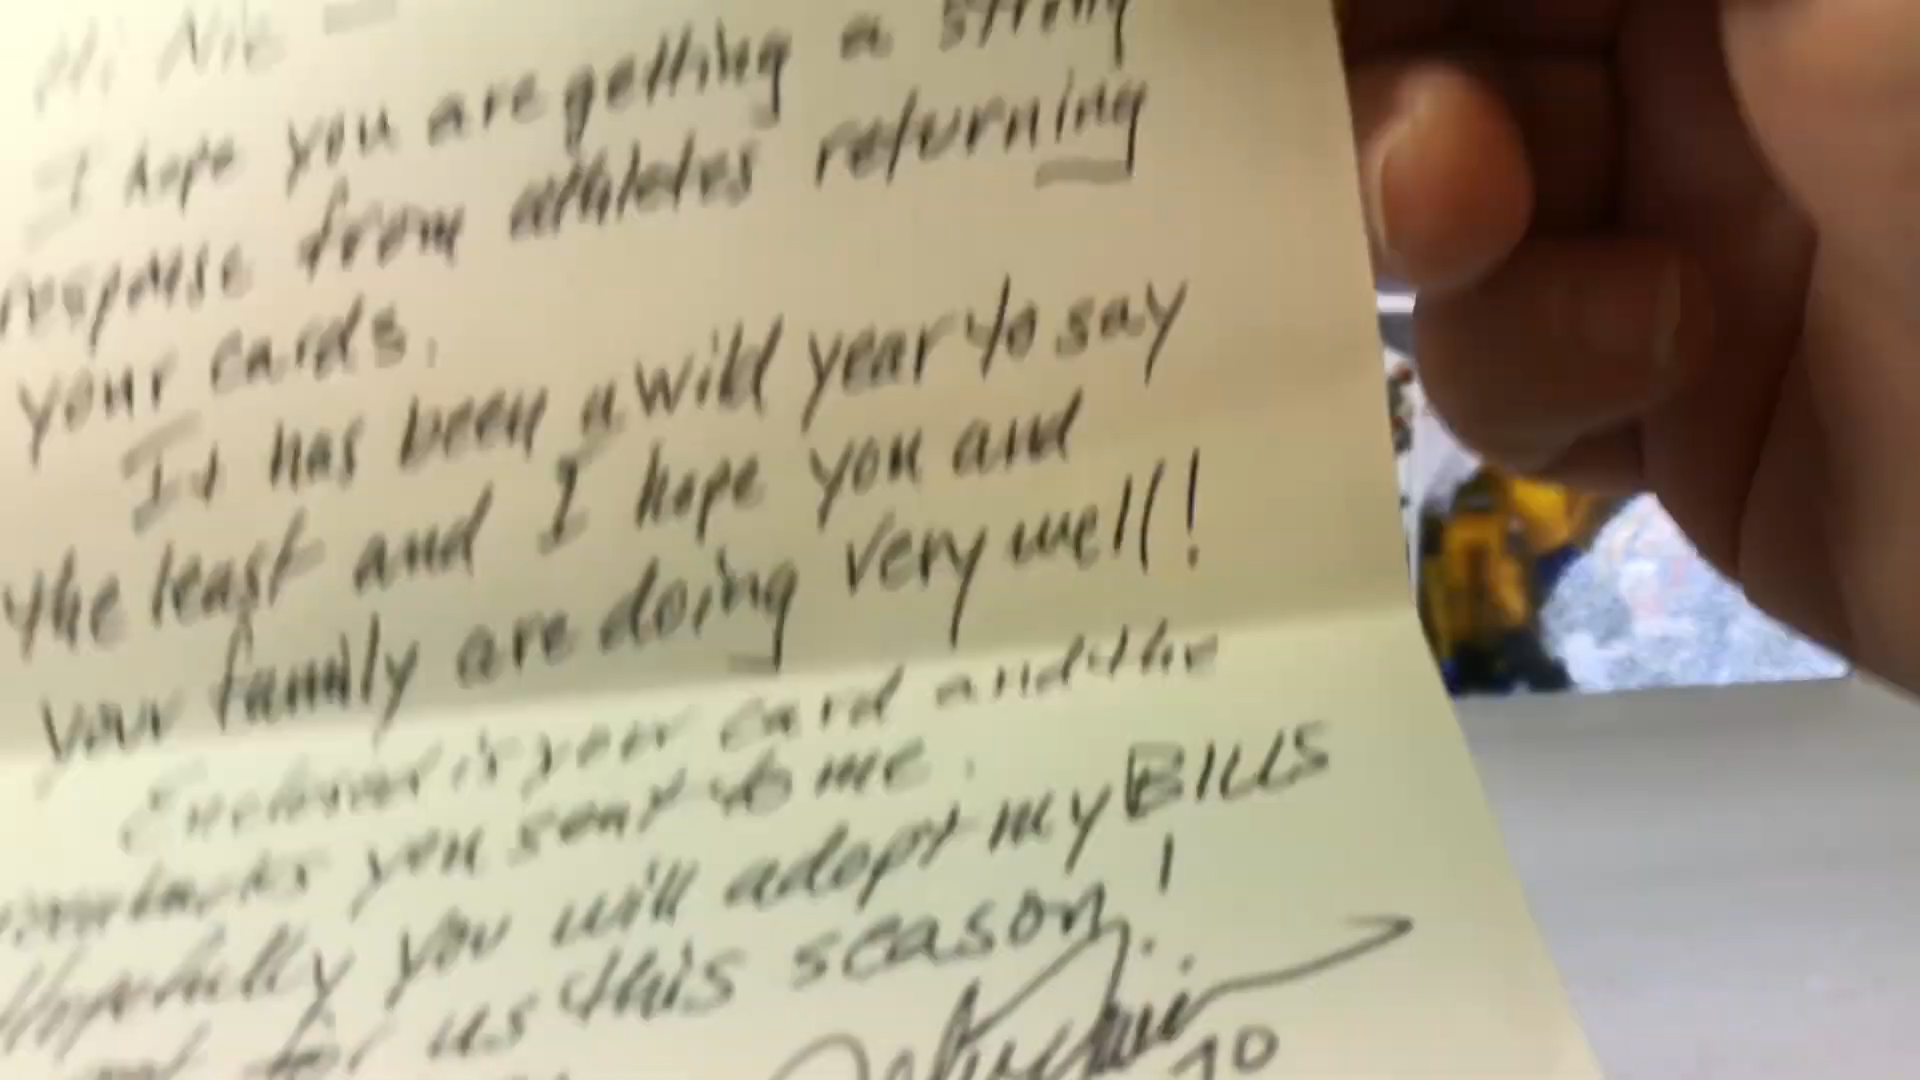 Hi Nik
I hope you are getting a strong
response from athletes returning
your cards.
It has been a wild year to say
the least and I hope you and
your family are doing very well!
Enclosed is your card and the
you sent to me.
Hopefully you will adopt my BILLS
for us this season!